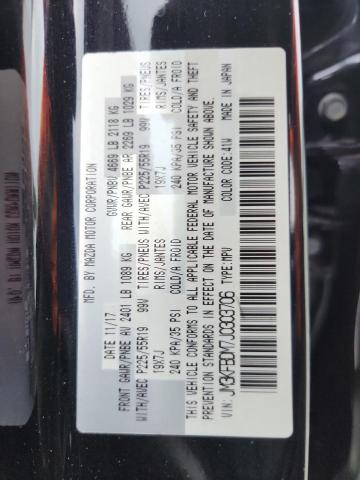 MFD. BY MAZDA MOTOR CORPORATION
DATE: 11/17 GVWR/PNBV 4669 LB 2118 KG
FRONT GAWR/PNBE AV 2401 LB 1089 KG REAR GAWR/PNBE AR 2269 LB 1029 KG
WITH/AVEC P225/55R19 99V TIRES/PNEUS WITH/AVEC P225/55R19 99V TIRES/PNEUS
19X7J RIMS/JANTES 19X7J RIMS/JANTES
240 KPA/35 PSI COLD/A FROID 240 KPA/35 PSI COLD/A FROID
THIS VEHICLE CONFORMS TO ALL APPLICABLE FEDERAL MOTOR VEHICLE SAFETY AND THEFT
PREVENTION STANDARDS IN EFFECT ON THE DATE OF MANUFACTURE SHOWN ABOVE.
MADE IN JAPAN
VIN: TYPE:MPV COLOR CODE:41W